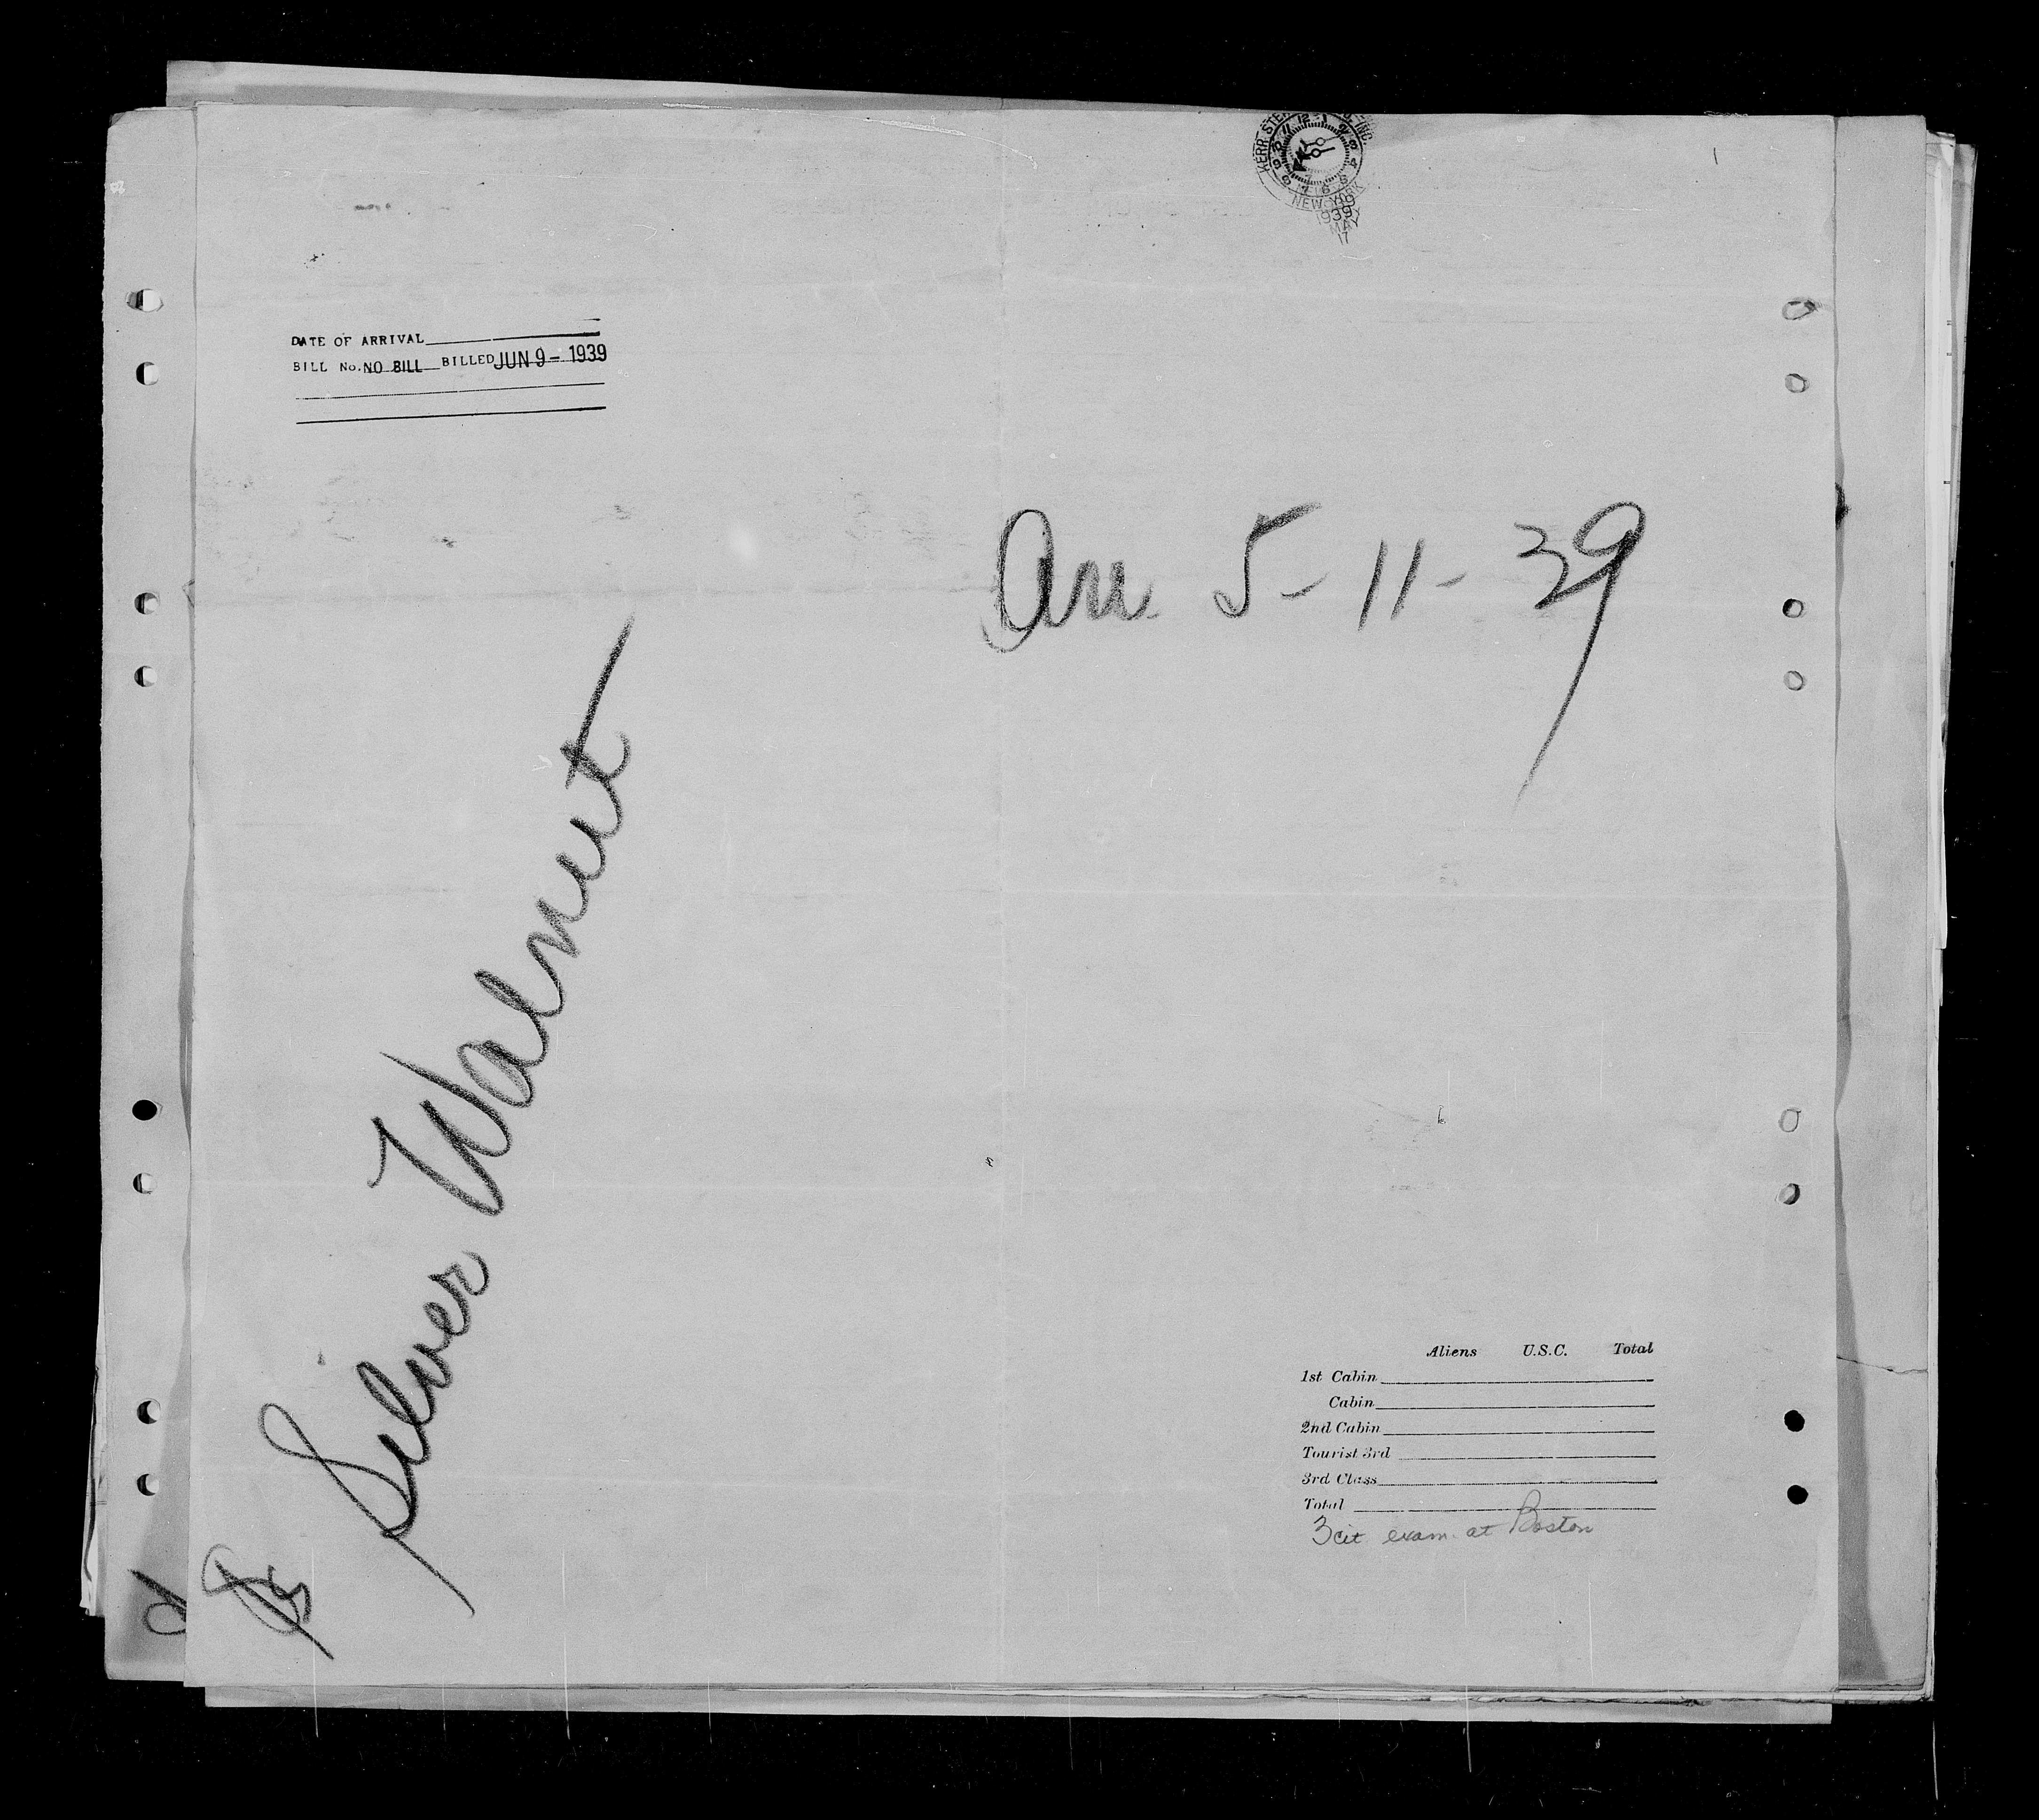 NEW YORK
1939
MAY
17
DATE OF ARRIVAL
BILL No. NO BILL BILLED JUN 9 - 1939
Arr. 5-11-39
SS Silver Walnut
Aliens U.S.C. Total
1st Cabin
Cabin
2nd Cabin
Tourist 3rd
3rd Class
Total
3 cit exam. at Boston